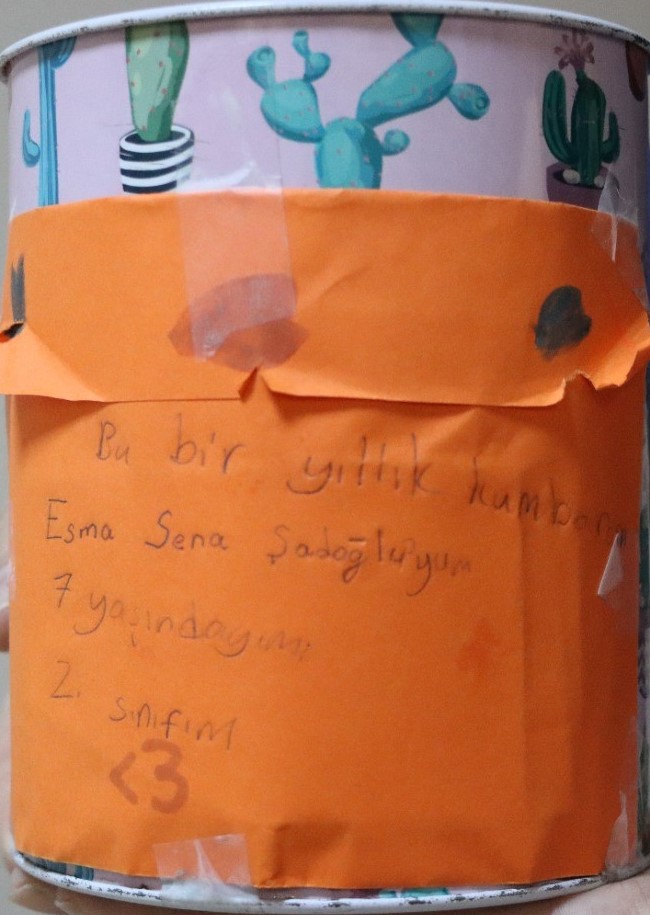 Bu bir yıllık kumbara
Esma Sena Şadoğluyum
7 yaşındayım
2. sınıfım
<3